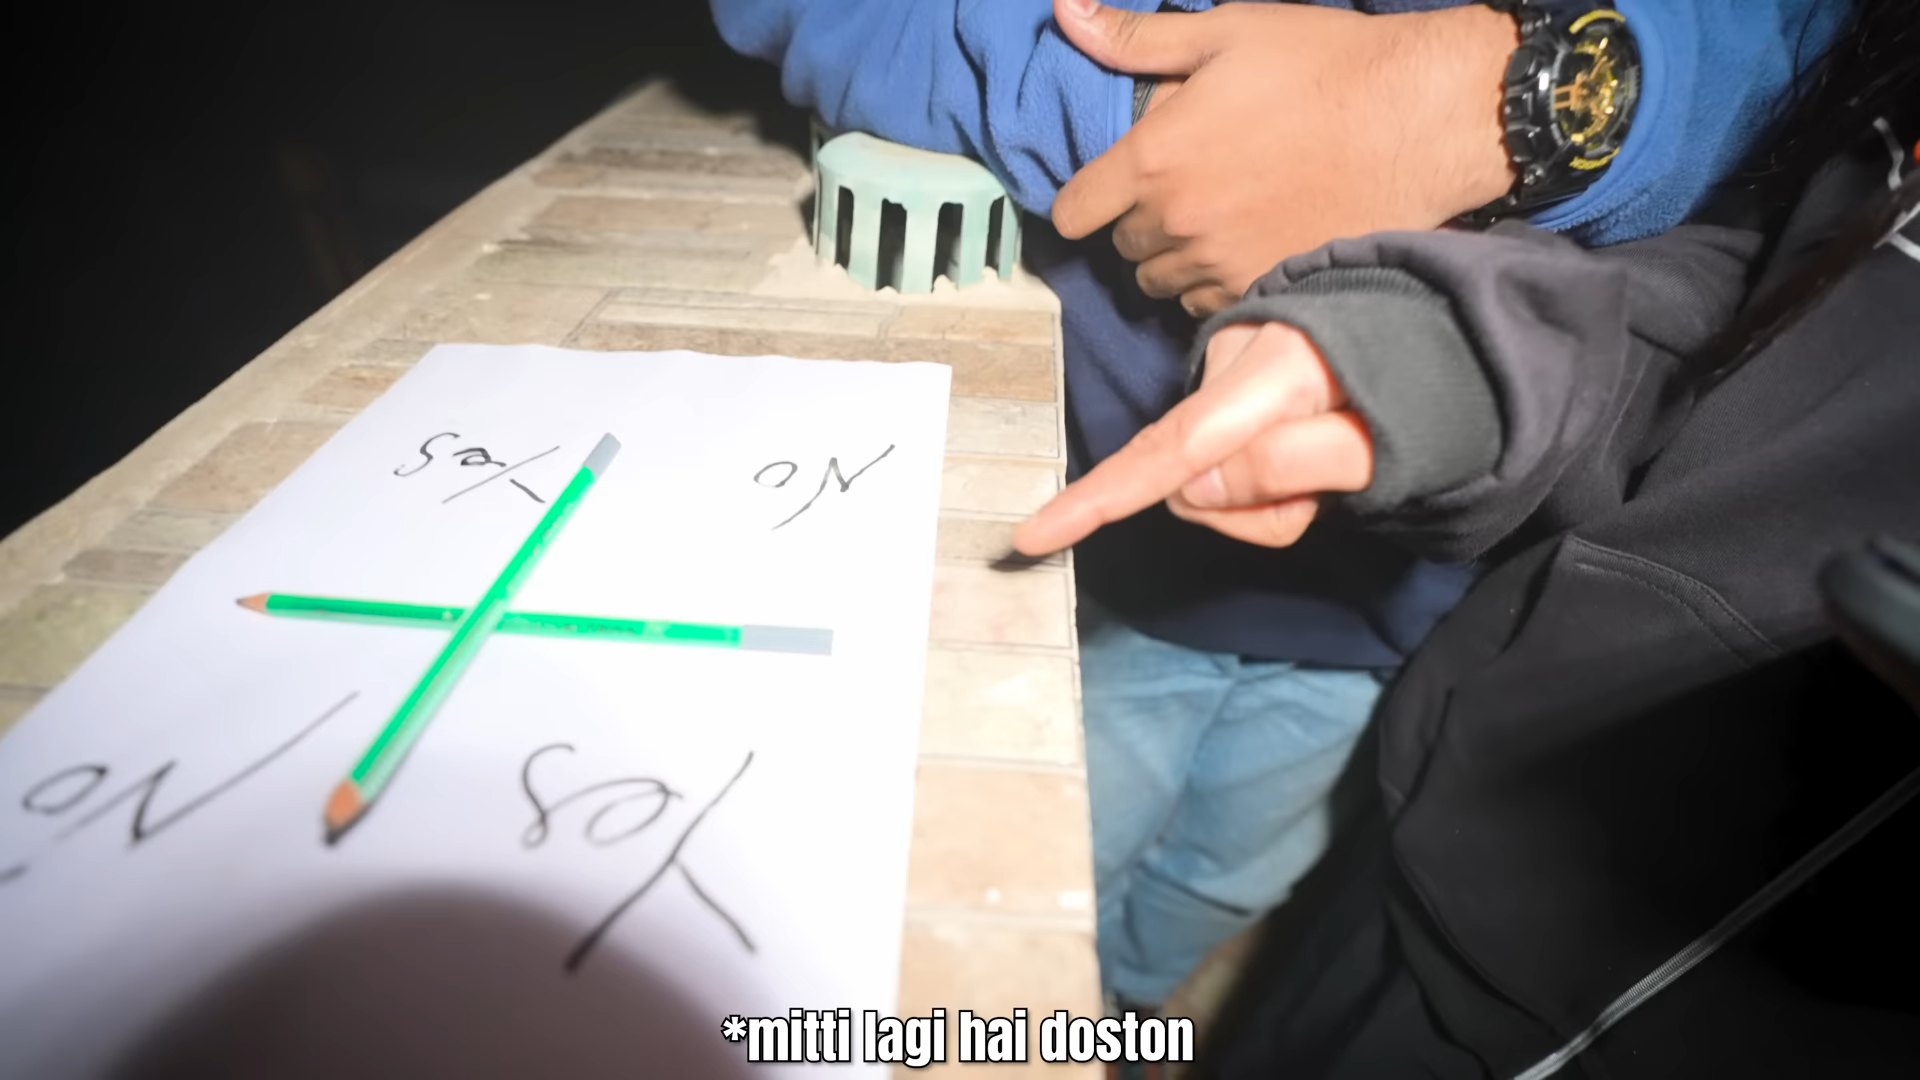 Yes
No
No
Yes
*mitti lagi hai doston